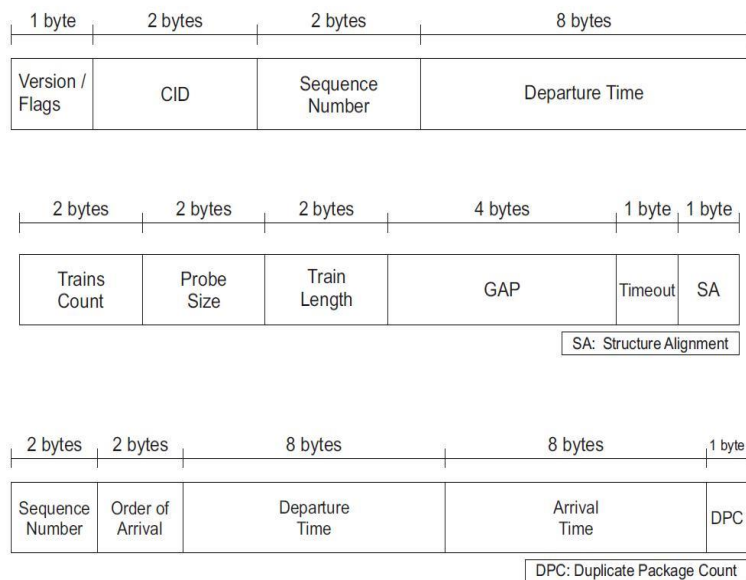 1 byte 2 bytes 2 bytes 8 bytes
Version / Flags CID Sequence Number Departure Time
2 bytes 2 bytes 2 bytes 4 bytes 1 byte 1 byte
Trains Count Probe Size Train Length GAP Timeout SA
SA: Structure Alignment
2 bytes 2 bytes 8 bytes 8 bytes 1 byte
Sequence Number Order of Arrival Departure Time Arrival Time DPC
DPC: Duplicate Package Count